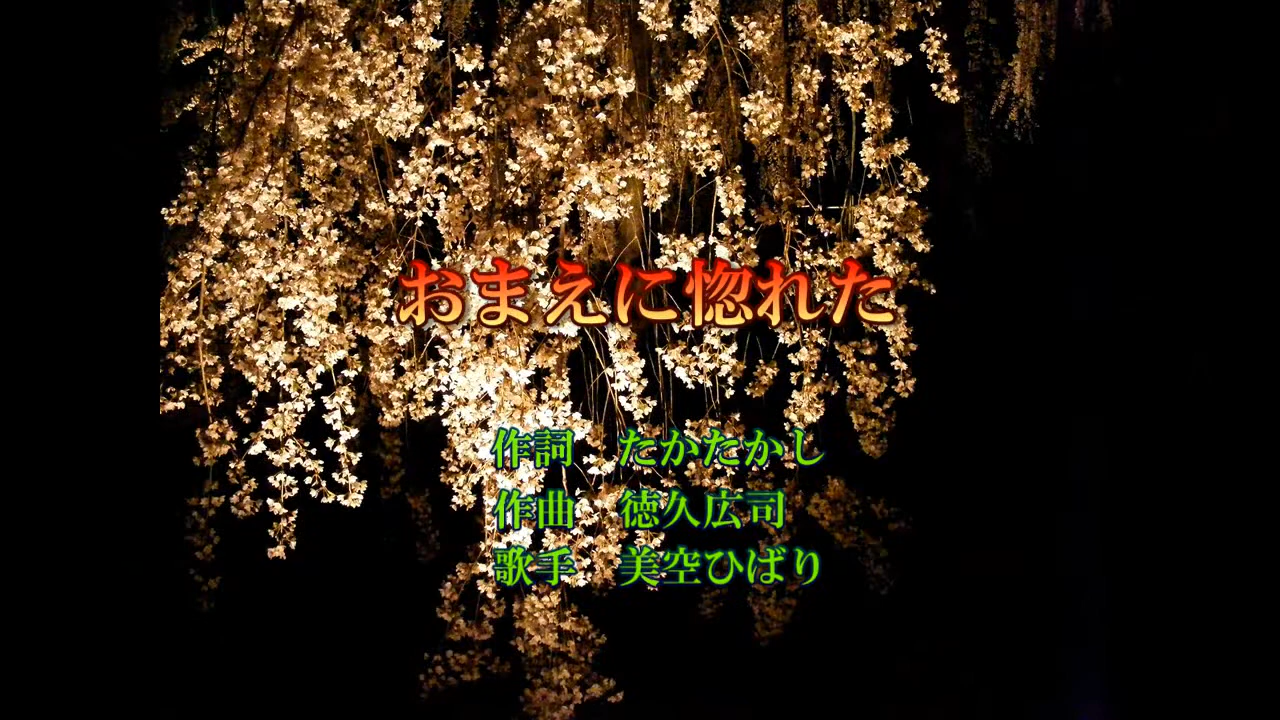 おまえに惚れた
作詞　たかたかし
作曲　徳久広司
歌手　美空ひばり